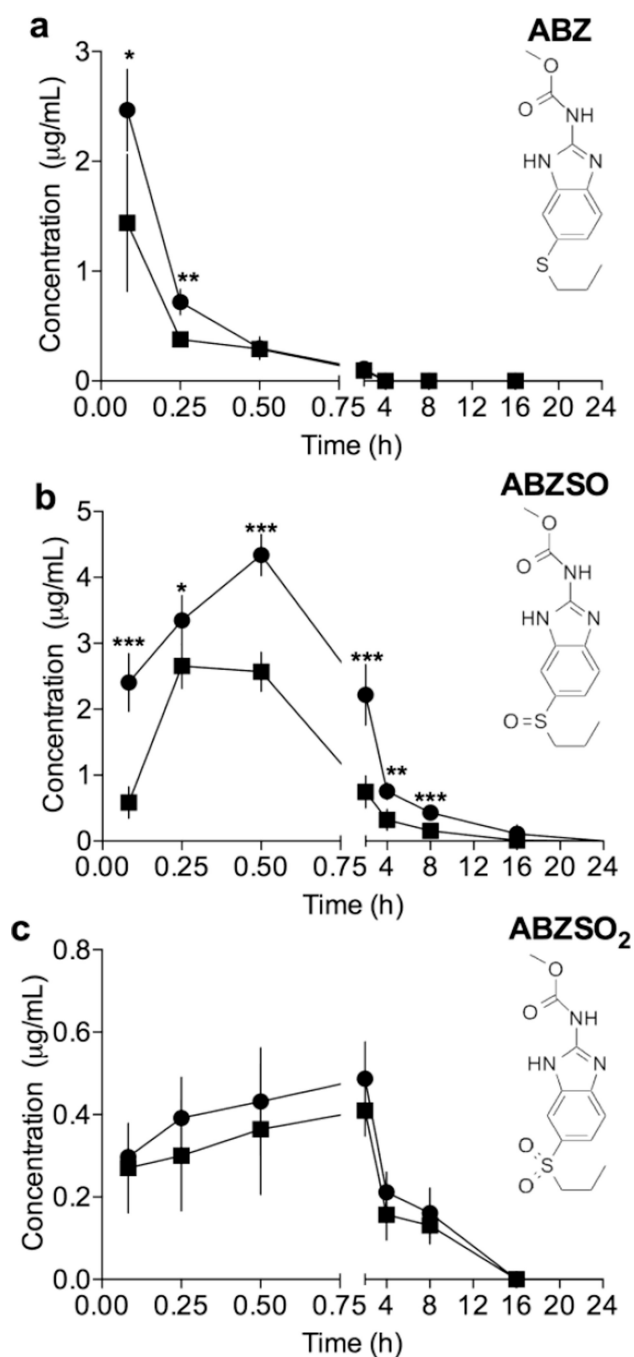 a
ABZ
3
2
1
0
Concentration (µg/mL)
*
**
O
O
NH
HN
N
S
0.00 0.25 0.50 0.75 4 8 12 16 20 24
Time (h)
b
ABZSO
5
4
3
2
1
0
Concentration (µg/mL)
***
*
***
***
**
***
O
O
NH
HN
N
O=S
0.00 0.25 0.50 0.75 4 8 12 16 20 24
Time (h)
c
ABZSO₂
0.8
0.6
0.4
0.2
0.0
Concentration (µg/mL)
O
O
NH
HN
N
O
S
O
0.00 0.25 0.50 0.75 4 8 12 16 20 24
Time (h)